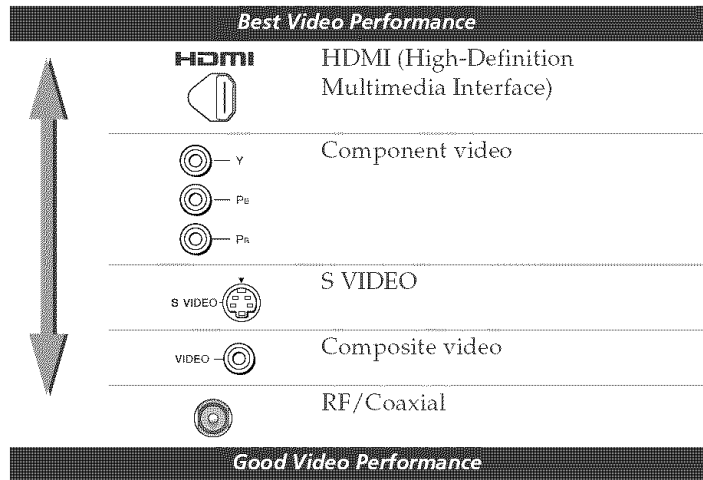 Best Video Performance
HDMI
HDMI (High-Definition
Multimedia Interface)
Component video
Y
PB
PR
S VIDEO
S VIDEO
Composite video
VIDEO
RF/Coaxial
Good Video Performance